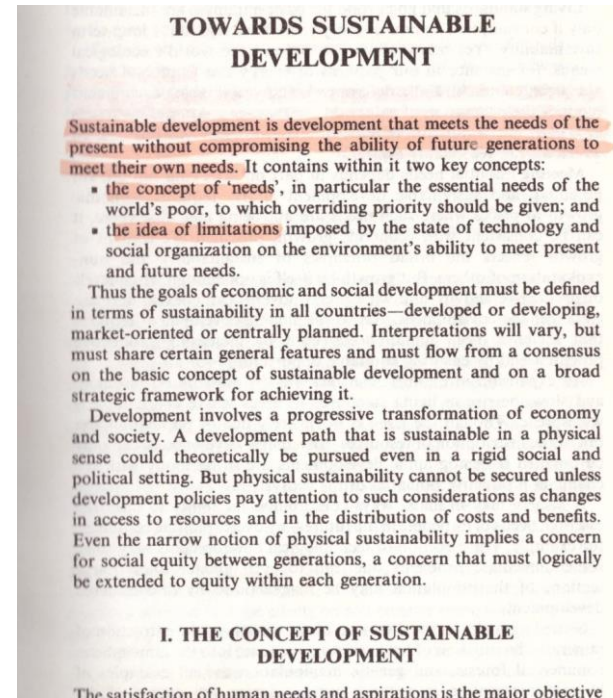 TOWARDS SUSTAINABLE
DEVELOPMENT
Sustainable development is development that meets the needs of the
present without compromising the ability of future generations to
meet their own needs. It contains within it two key concepts:
▪ the concept of ‘needs’, in particular the essential needs of the
world's poor, to which overriding priority should be given; and
▪ the idea of limitations imposed by the state of technology and
social organization on the environment's ability to meet present
and future needs.
Thus the goals of economic and social development must be defined
in terms of sustainability in all countries—developed or developing,
market-oriented or centrally planned. Interpretations will vary, but
must share certain general features and must flow from a consensus
on the basic concept of sustainable development and on a broad
strategic framework for achieving it.
Development involves a progressive transformation of economy
and society. A development path that is sustainable in a physical
sense could theoretically be pursued even in a rigid social and
political setting. But physical sustainability cannot be secured unless
development policies pay attention to such considerations as changes
in access to resources and in the distribution of costs and benefits.
Even the narrow notion of physical sustainability implies a concern
for social equity between generations, a concern that must logically
be extended to equity within each generation.
I. THE CONCEPT OF SUSTAINABLE
DEVELOPMENT
The satisfaction of human needs and aspirations is the major objective